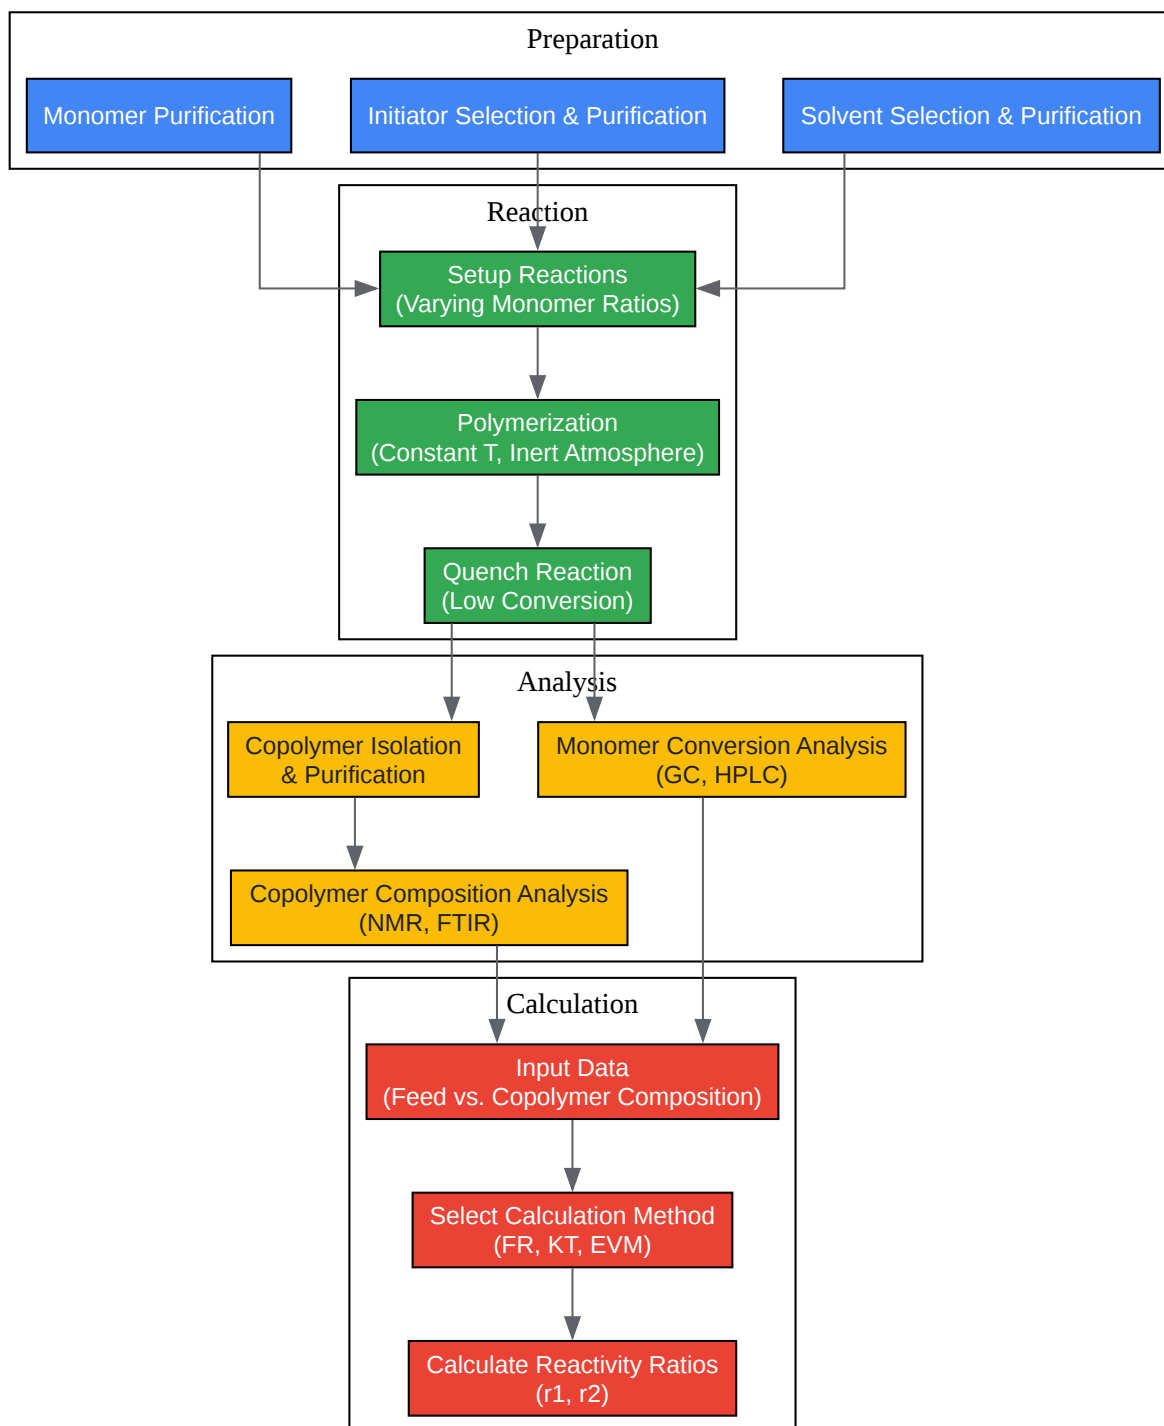 Preparation
Monomer Purification
Initiator Selection & Purification
Solvent Selection & Purification
Reaction
Setup Reactions
(Varying Monomer Ratios)
Polymerization
(Constant T, Inert Atmosphere)
Quench Reaction
(Low Conversion)
Analysis
Copolymer Isolation
& Purification
Monomer Conversion Analysis
(GC, HPLC)
Copolymer Composition Analysis
(NMR, FTIR)
Calculation
Input Data
(Feed vs. Copolymer Composition)
Select Calculation Method
(FR, KT, EVM)
Calculate Reactivity Ratios
(r1, r2)